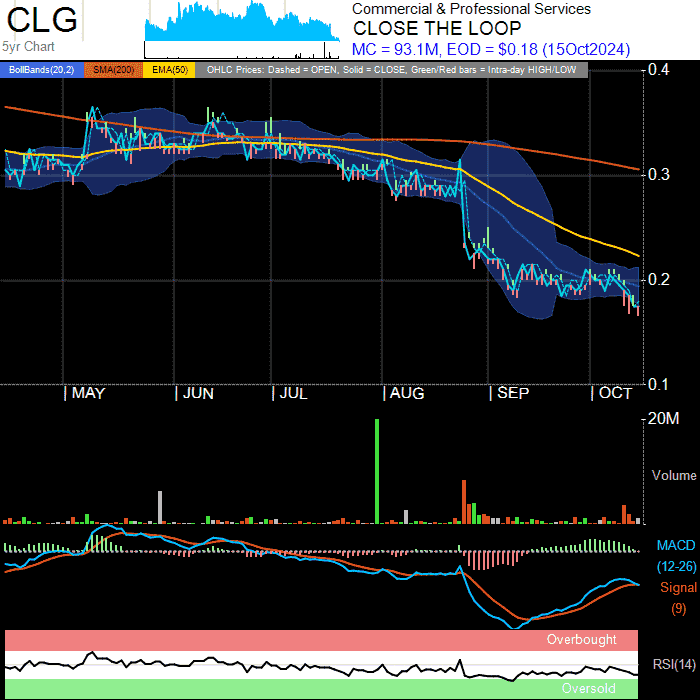 CLG
5yr Chart
Commercial & Professional Services
CLOSE THE LOOP
MC = 93.1M, EOD = $0.18 (15Oct2024)
BollBands(20,2) SMA(200) EMA(50) OHLC Prices: Dashed = OPEN, Solid = CLOSE, Green/Red bars = Intra-day HIGH/LOW
0.4
0.3
0.2
0.1
MAY JUN JUL AUG SEP OCT
20M
Volume
MACD
(12-26)
Signal
(9)
Overbought
RSI(14)
Oversold